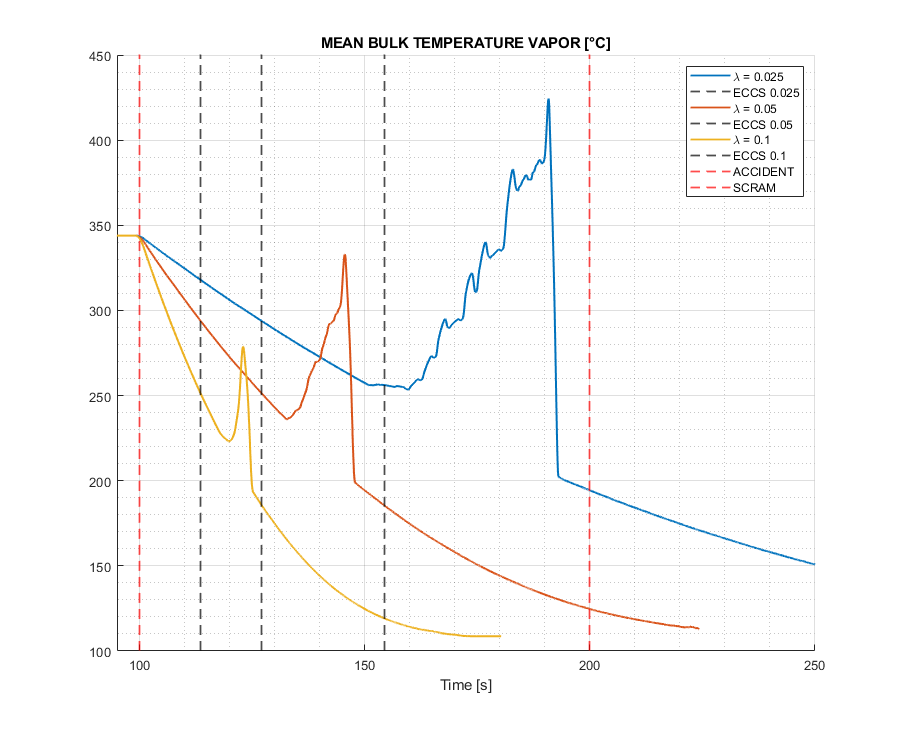 MEAN BULK TEMPERATURE VAPOR [°C]
450
400
350
300
250
200
150
100
100
150
200
250
Time [s]
λ = 0.025
ECCS 0.025
λ = 0.05
ECCS 0.05
λ = 0.1
ECCS 0.1
ACCIDENT
SCRAM